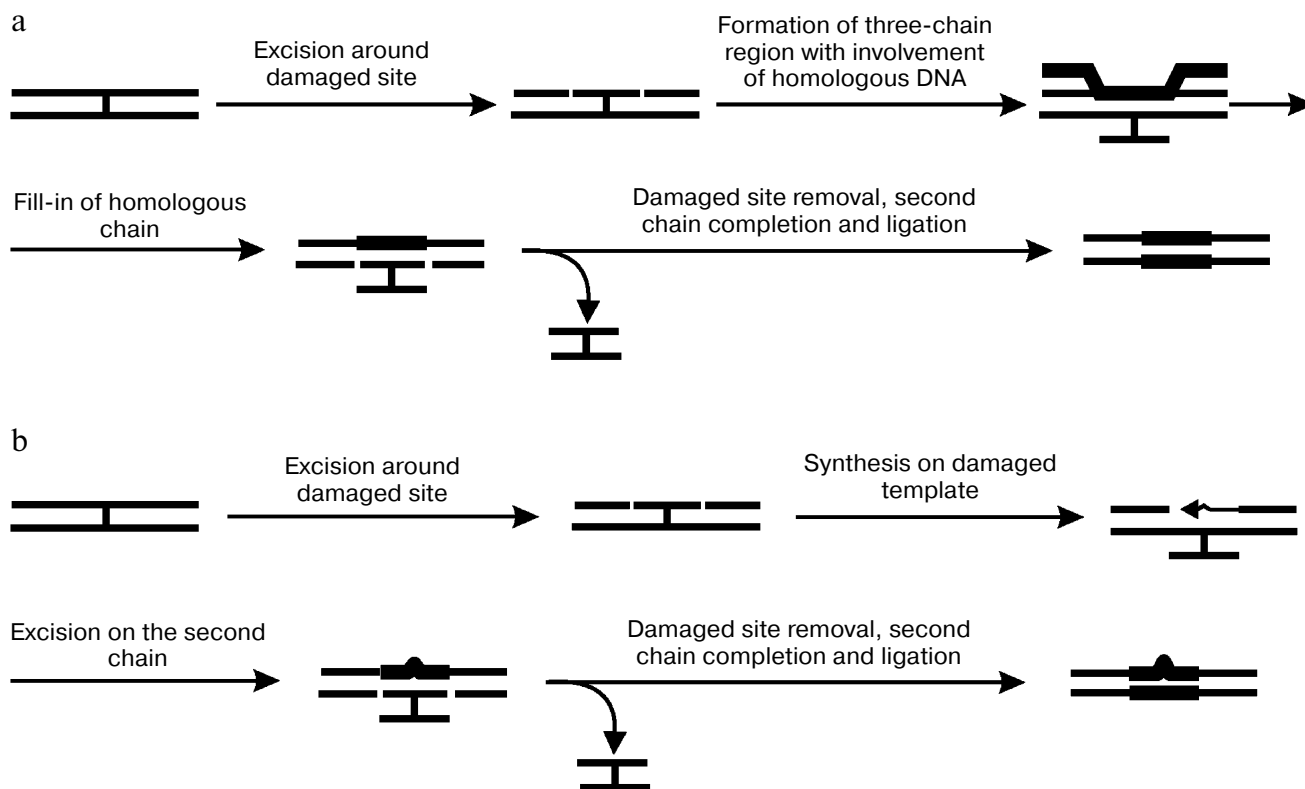 a
Excision around
damaged site
Formation of three-chain
region with involvement
of homologous DNA
Fill-in of homologous
chain
Damaged site removal, second
chain completion and ligation
b
Excision around
damaged site
Synthesis on damaged
template
Excision on the second
chain
Damaged site removal, second
chain completion and ligation